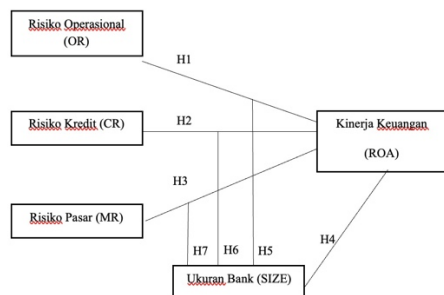 Risiko Operasional
(OR)
H1
Risiko Kredit (CR)
H2
Kinerja Keuangan
(ROA)
H3
Risiko Pasar (MR)
H7
H6
H5
H4
Ukuran Bank (SIZE)